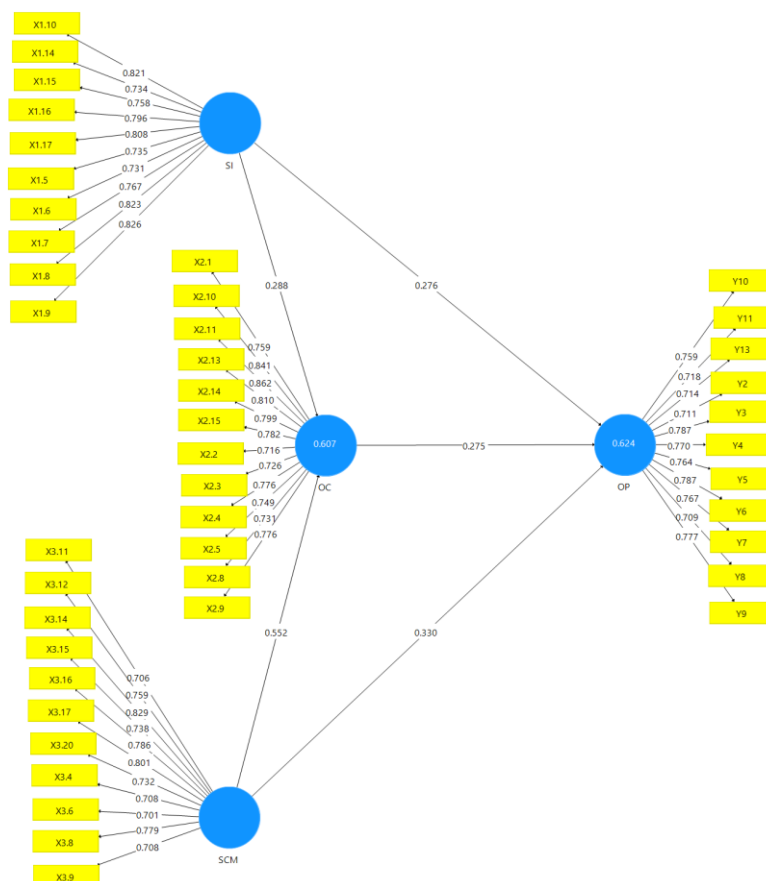 X1.10
X1.14
X1.15
X1.16
X1.17
X1.5
X1.6
X1.7
X1.8
X1.9
0.821
0.734
0.758
0.796
0.808
0.735
0.731
0.767
0.823
0.826
SI
0.288
0.276
X2.1
X2.10
X2.11
X2.13
X2.14
X2.15
X2.2
X2.3
X2.4
X2.5
X2.8
X2.9
0.759
0.841
0.862
0.810
0.799
0.782
0.716
0.726
0.776
0.749
0.731
0.776
0.607
OC
0.275
0.624
OP
0.759
0.718
0.714
0.711
0.787
0.770
0.764
0.787
0.767
0.709
0.777
Y10
Y11
Y13
Y2
Y3
Y4
Y5
Y6
Y7
Y8
Y9
0.552
0.330
X3.11
X3.12
X3.14
X3.15
X3.16
X3.17
X3.20
X3.4
X3.6
X3.8
X3.9
0.706
0.759
0.829
0.738
0.786
0.801
0.732
0.708
0.701
0.779
0.708
SCM